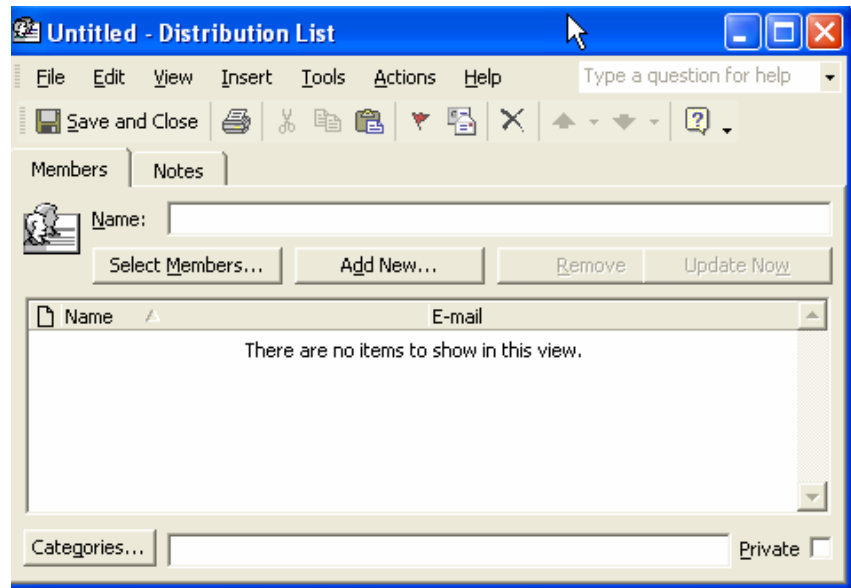 Untitled - Distribution List
File Edit View Insert Tools Actions Help Type a question for help
Save and Close
Members Notes
Name:
Select Members... Add New... Remove Update Now
Name E-mail
There are no items to show in this view.
Categories... Private